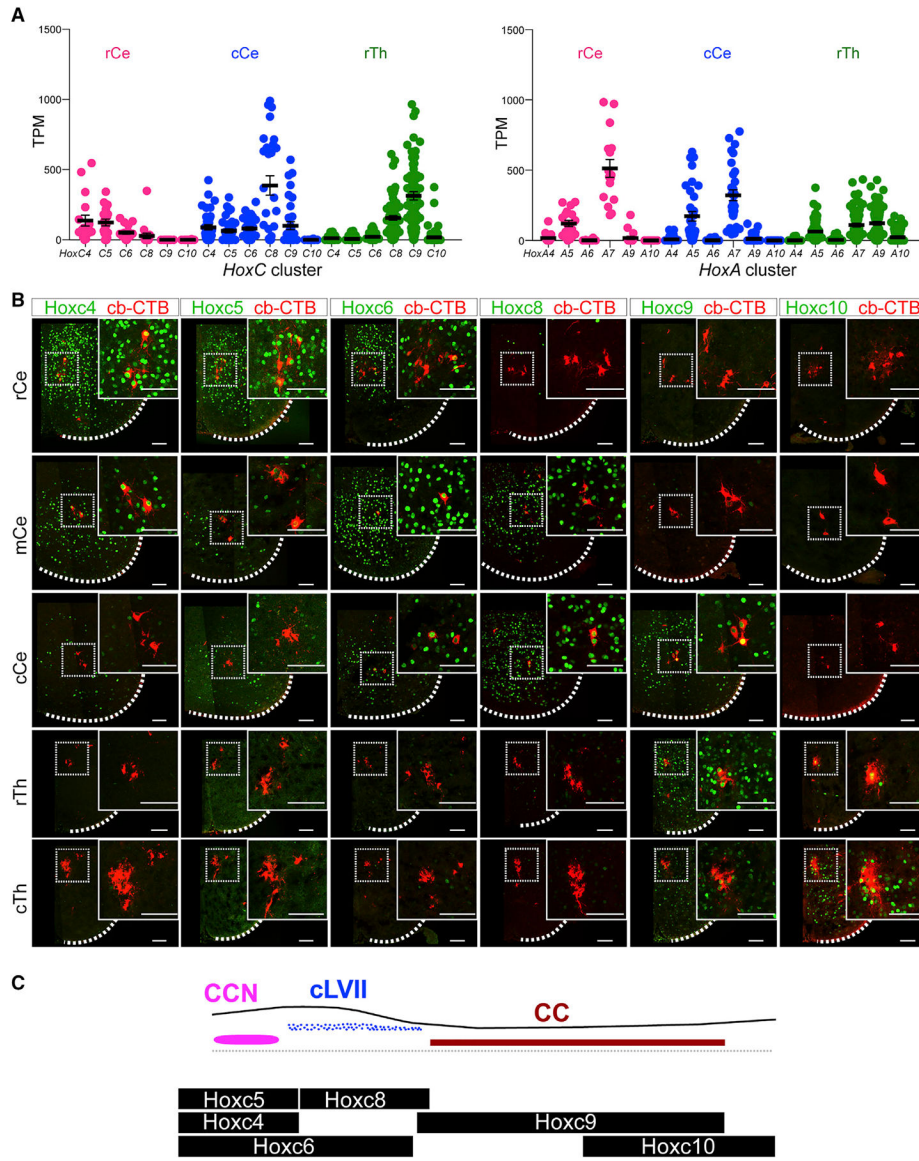 A
1500
1000
500
0
TPM
rCe cCe rTh
HoxC4 C5 C6 C8 C9 C10 C4 C5 C6 C8 C9 C10 C4 C5 C6 C8 C9 C10
HoxC cluster
1500
1000
500
0
TPM
rCe cCe rTh
HoxA4 A5 A6 A7 A9 A10 A4 A5 A6 A7 A9 A10 A4 A5 A6 A7 A9 A10
HoxA cluster
B
Hoxc4 cb-CTB Hoxc5 cb-CTB Hoxc6 cb-CTB Hoxc8 cb-CTB Hoxc9 cb-CTB Hoxc10 cb-CTB
rCe
mCe
cCe
rTh
cTh
C
CCN cLVII
CC
Hoxc5 Hoxc8
Hoxc4 Hoxc9
Hoxc6 Hoxc10